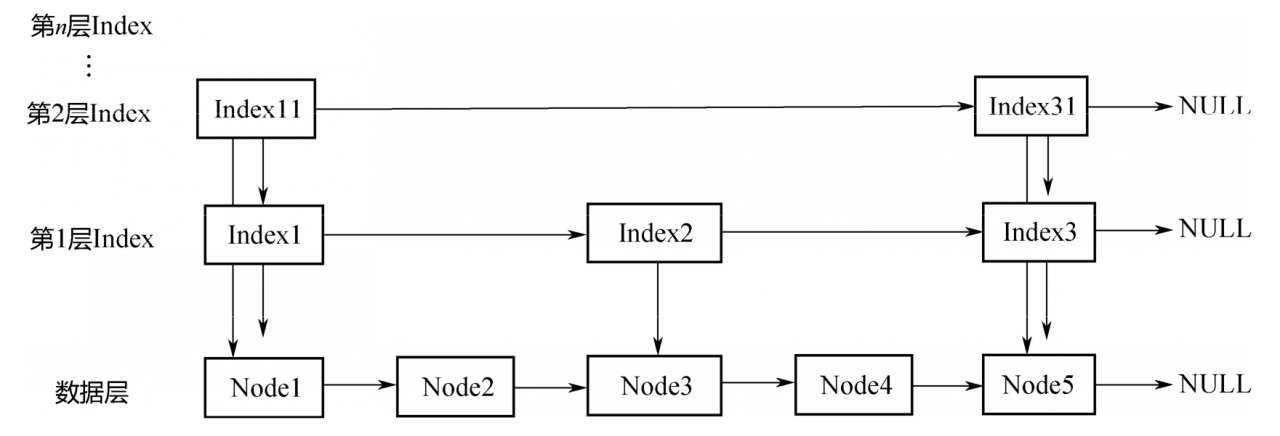 第n层Index
⋮
第2层Index
Index11
Index31
NULL
第1层Index
Index1
Index2
Index3
NULL
数据层
Node1
Node2
Node3
Node4
Node5
NULL